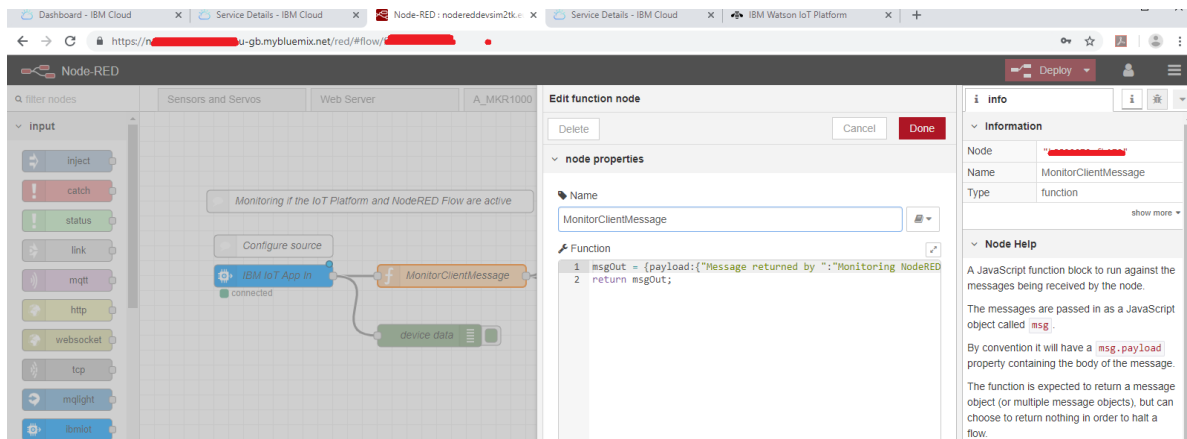 Dashboard - IBM Cloud
Service Details - IBM Cloud
Node-RED : nodereddevsim2tk.e
Service Details - IBM Cloud
IBM Watson IoT Platform
https://n u-gb.mybluemix.net/red/#flow/
Node-RED
Deploy
filter nodes
Sensors and Servos
Web Server
A_MKR1000
input
inject
catch
status
link
mqtt
http
websocket
tcp
mqlight
ibmiot
Monitoring if the IoT Platform and NodeRED Flow are active
Configure source
IBM IoT App In
connected
MonitorClientMessage
device data
Edit function node
Delete
Cancel
Done
node properties
Name
MonitorClientMessage
Function
1 msgOut = {payload:{"Message returned by ":"Monitoring NodeRED
2 return msgOut;
info
Information
Node
Name MonitorClientMessage
Type function
show more
Node Help
A JavaScript function block to run against the
messages being received by the node.
The messages are passed in as a JavaScript
object called msg.
By convention it will have a msg.payload
property containing the body of the message.
The function is expected to return a message
object (or multiple message objects), but can
choose to return nothing in order to halt a
flow.